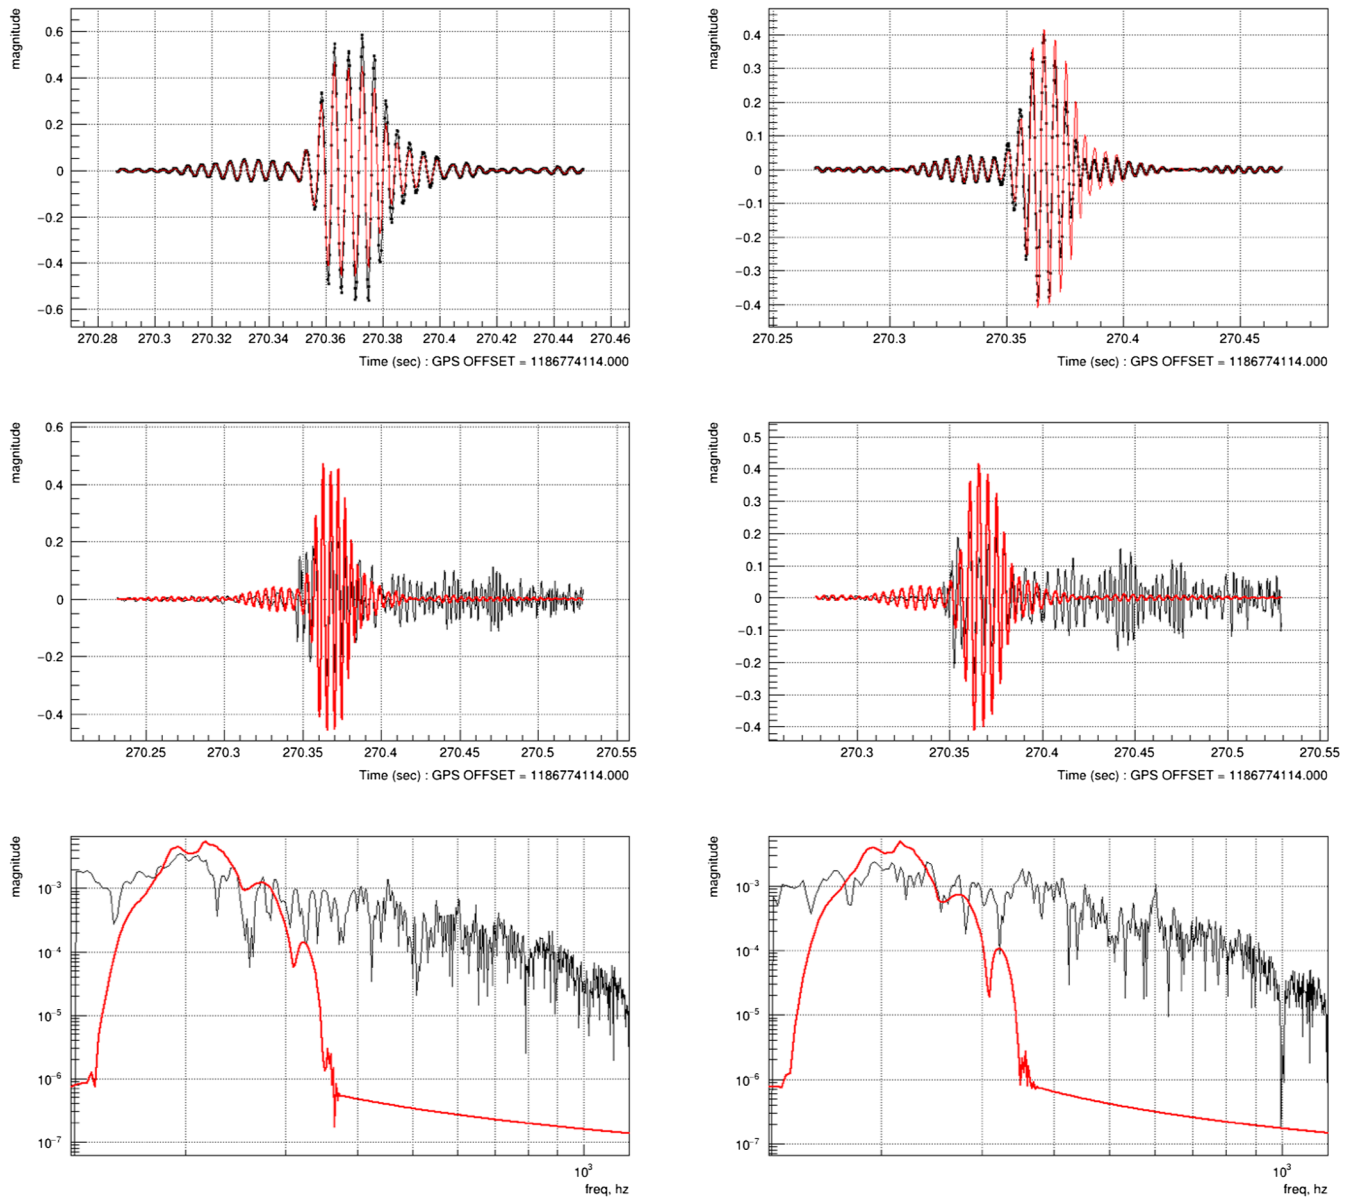 magnitude
0.6
0.4
0.2
0
−0.2
−0.4
−0.6
270.28 270.3 270.32 270.34 270.36 270.38 270.4 270.42 270.44 270.46
Time (sec) : GPS OFFSET = 1186774114.000
magnitude
0.4
0.3
0.2
0.1
0
−0.1
−0.2
−0.3
−0.4
270.25 270.3 270.35 270.4 270.45
Time (sec) : GPS OFFSET = 1186774114.000
magnitude
0.6
0.4
0.2
0
−0.2
−0.4
270.25 270.3 270.35 270.4 270.45 270.5 270.55
Time (sec) : GPS OFFSET = 1186774114.000
magnitude
0.5
0.4
0.3
0.2
0.1
0
−0.1
−0.2
−0.3
−0.4
270.3 270.35 270.4 270.45 270.5 270.55
Time (sec) : GPS OFFSET = 1186774114.000
magnitude
10⁻³
10⁻⁴
10⁻⁵
10⁻⁶
10⁻⁷
10³
freq, hz
magnitude
10⁻³
10⁻⁴
10⁻⁵
10⁻⁶
10⁻⁷
10³
freq, hz